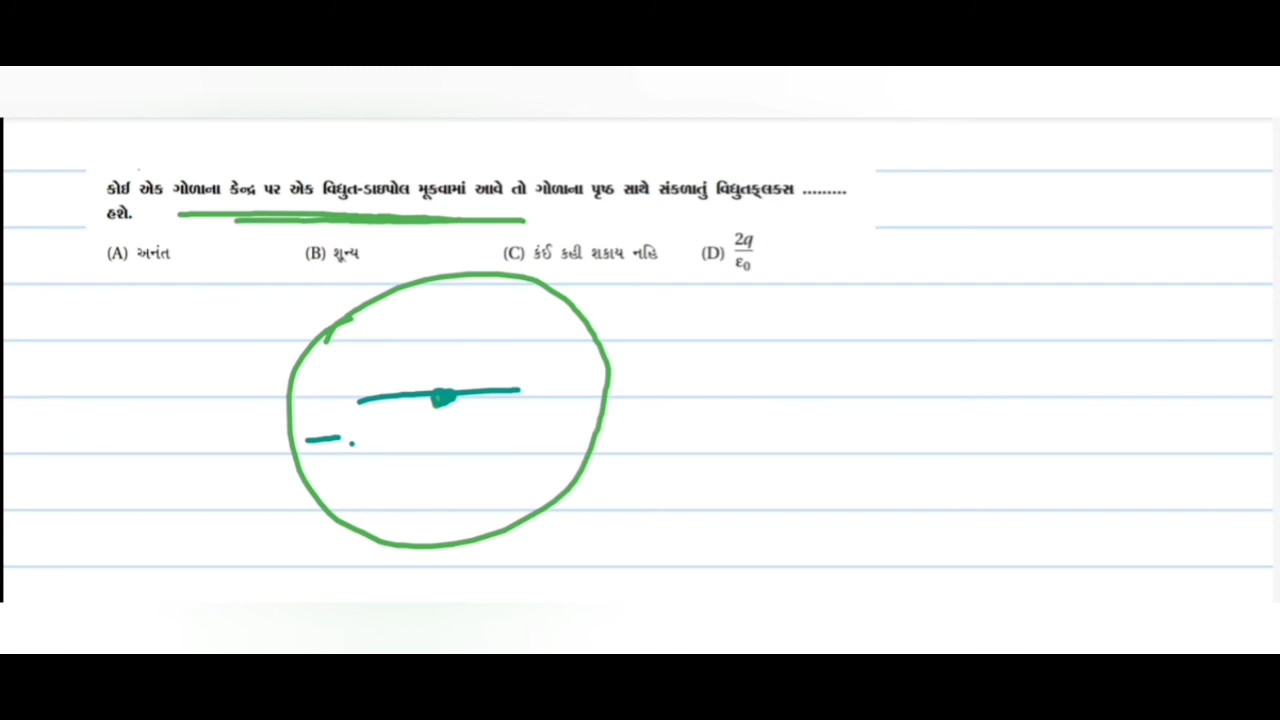 કોઈ એક ગોળાના કેન્દ્ર પર એક વિદ્યુત-ડાઇપોલ મૂકવામાં આવે તો ગોળાના પૃષ્ઠ સાથે સંકળાતું વિદ્યુતફ્લક્સ .........
હશે.
(A) અનંત (B) શૂન્ય (C) કંઈ કહી શકાય નહિ (D) 2q/ε₀